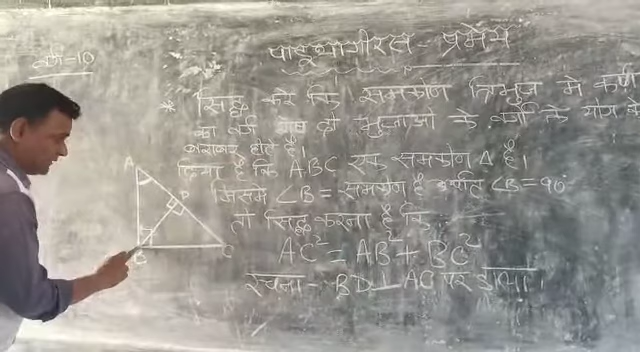 वर्ग-10
पाइथागोरस - प्रमेय
* सिद्ध करें कि समकोण त्रिभुज में कर्ण
का वर्ग शेष दो भुजाओं के वर्गों के योग के
बराबर होते हैं।
दिया है कि ABC एक समकोण Δ है।
जिसमें ∠B = समकोण है अर्थात् ∠B = 90°
तो सिद्ध करना है कि
AC² = AB² + BC²
रचना - BD ⊥ AC पर डाला।
A
D
B
C